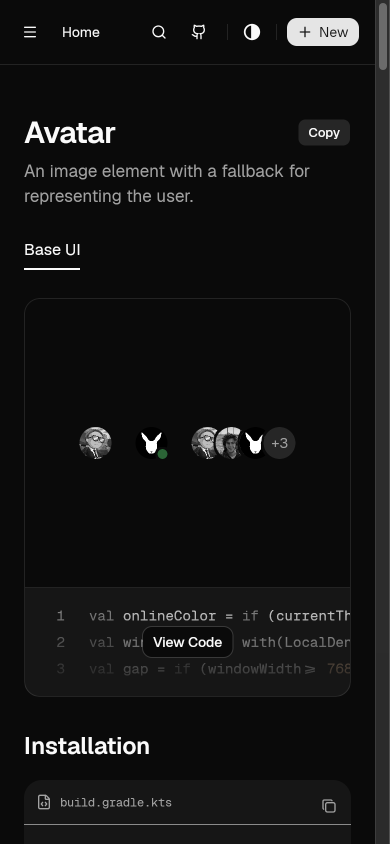 Home
New
Avatar
Copy
An image element with a fallback for
representing the user.
Base UI
+3
1 val onlineColor = if (currentTh
2 val with(LocalDen
View Code
3 val gap = if (windowWidth >= 768
Installation
build.gradle.kts